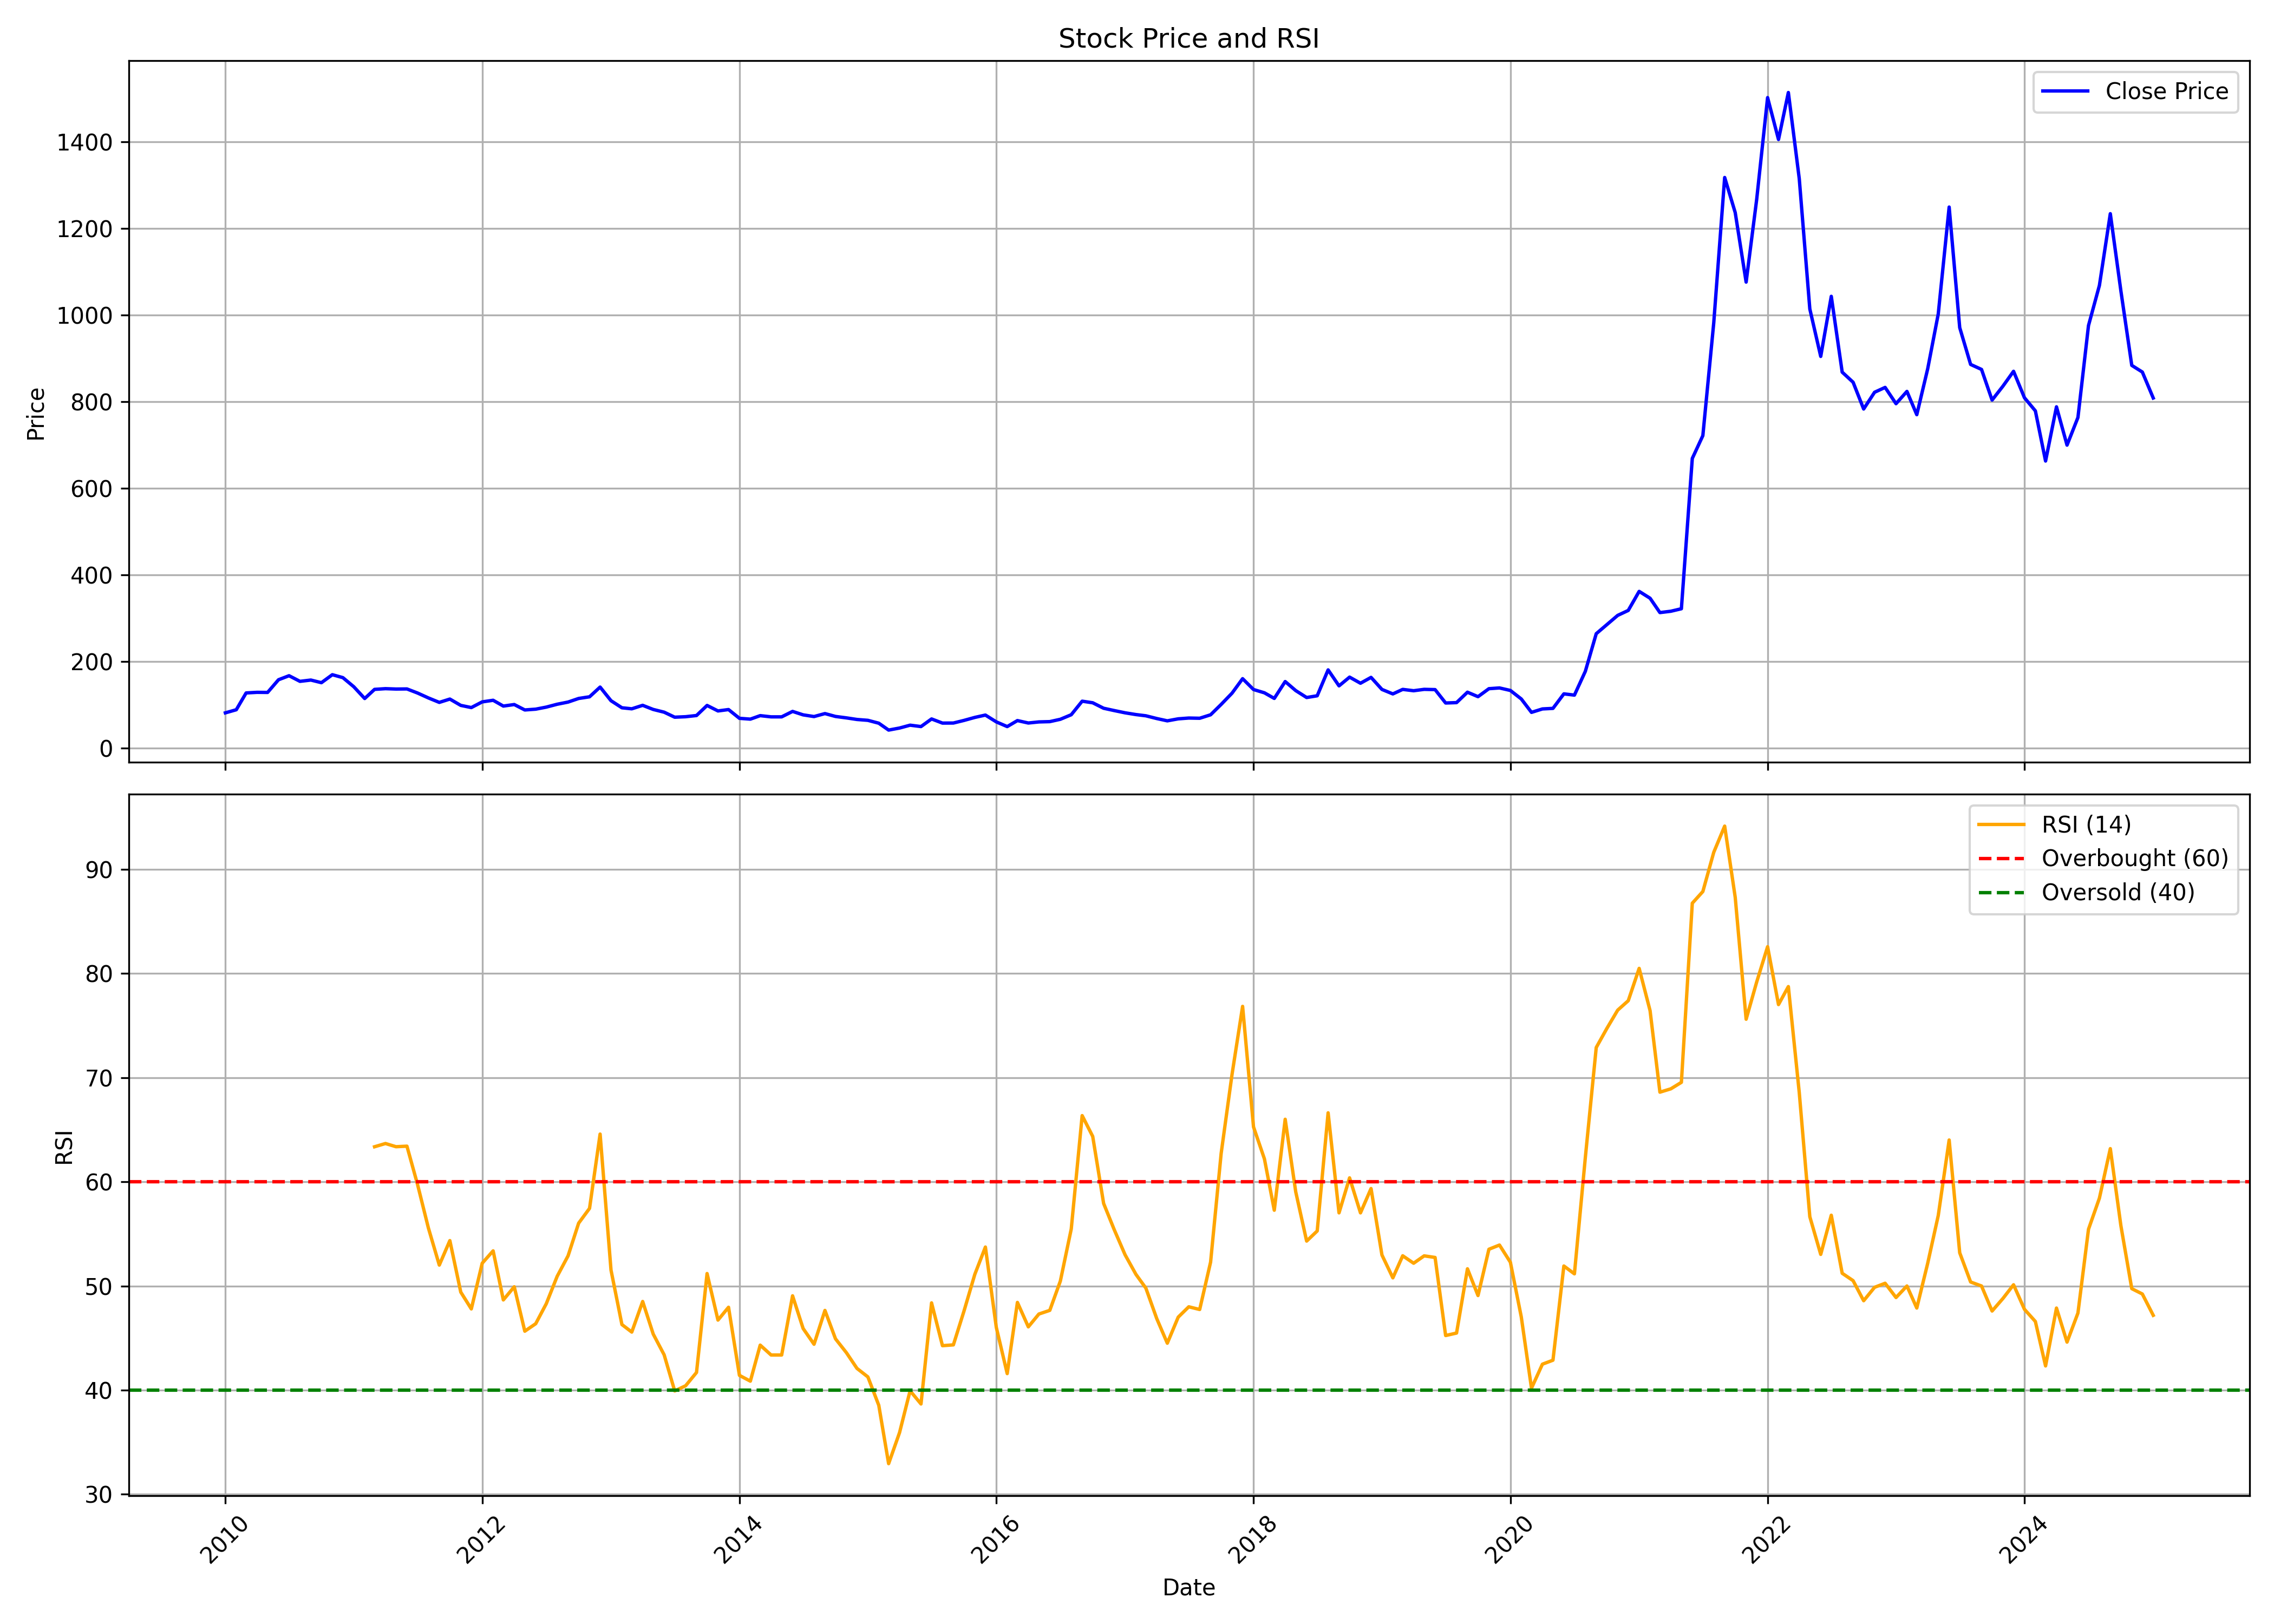 Stock Price and RSI
Close Price
Price
1400
1200
1000
800
600
400
200
0
RSI (14)
Overbought (60)
Oversold (40)
RSI
90
80
70
60
50
40
30
2010
2012
2014
2016
2018
2020
2022
2024
Date